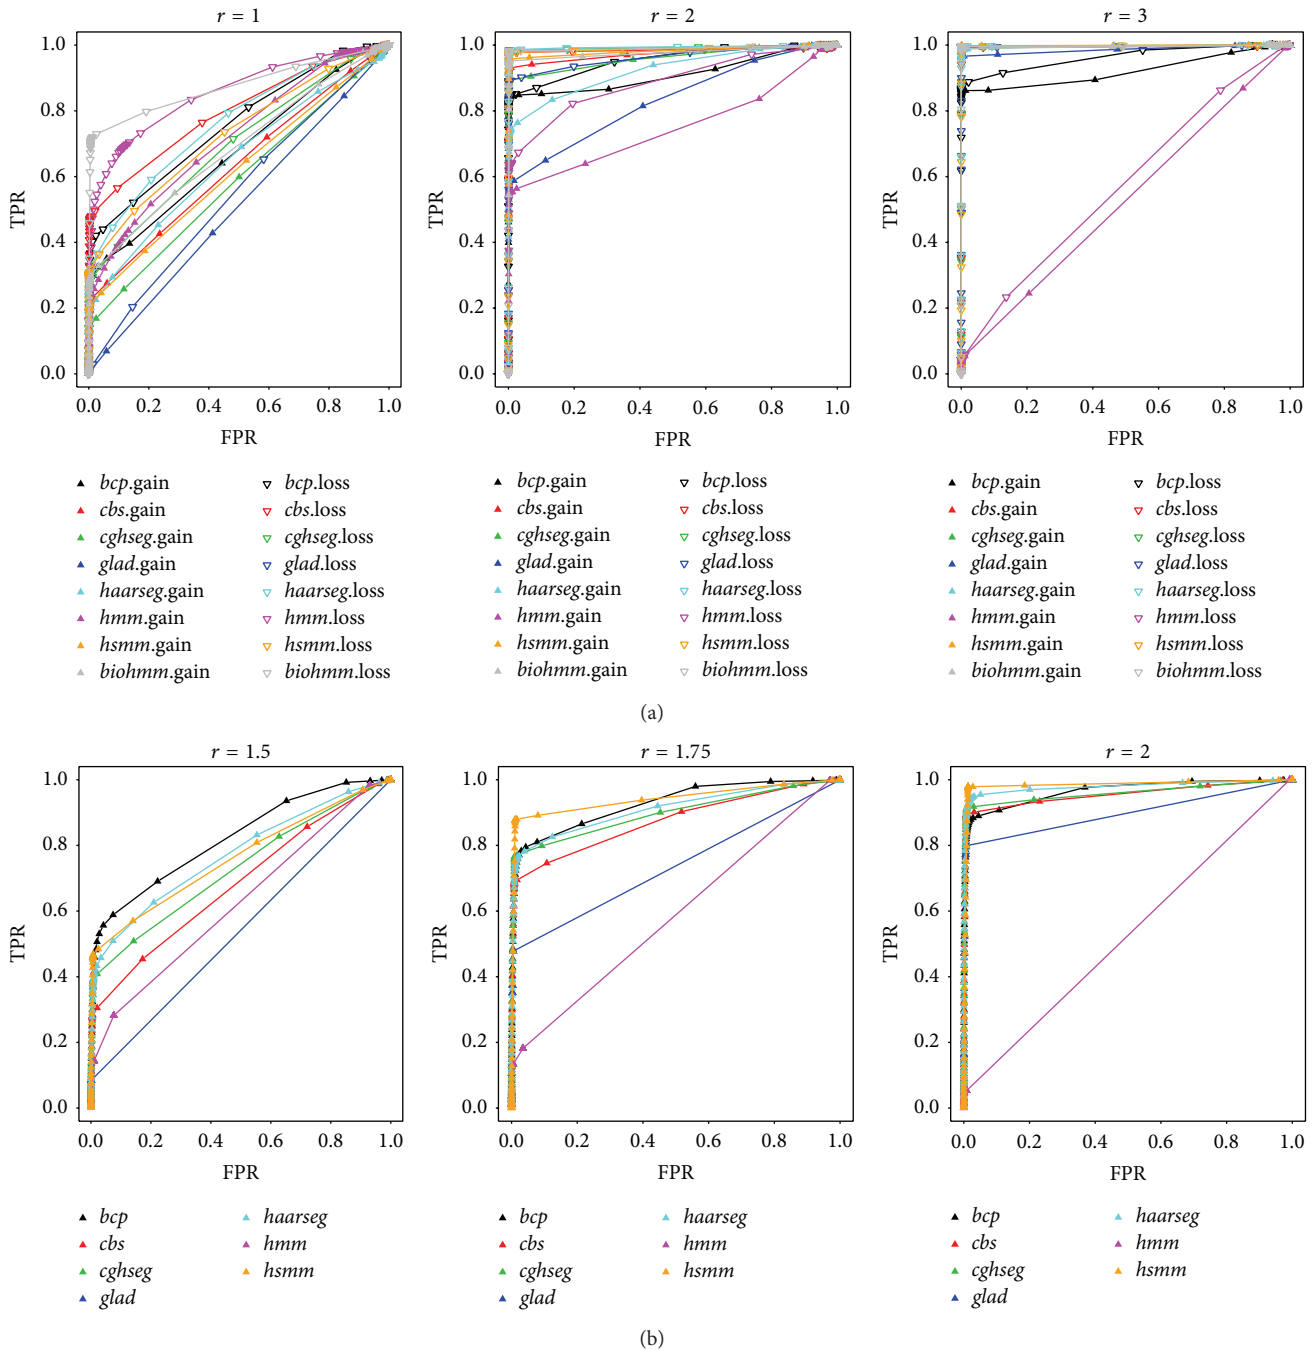 r = 1
r = 2
r = 3
TPR
1.0
0.8
0.6
0.4
0.2
0.0
0.0 0.2 0.4 0.6 0.8 1.0
FPR
TPR
1.0
0.8
0.6
0.4
0.2
0.0
0.0 0.2 0.4 0.6 0.8 1.0
FPR
TPR
1.0
0.8
0.6
0.4
0.2
0.0
0.0 0.2 0.4 0.6 0.8 1.0
FPR
bcp.gain bcp.loss
cbs.gain cbs.loss
cghseg.gain cghseg.loss
glad.gain glad.loss
haarseg.gain haarseg.loss
hmm.gain hmm.loss
hsmm.gain hsmm.loss
biohmm.gain biohmm.loss
bcp.gain bcp.loss
cbs.gain cbs.loss
cghseg.gain cghseg.loss
glad.gain glad.loss
haarseg.gain haarseg.loss
hmm.gain hmm.loss
hsmm.gain hsmm.loss
biohmm.gain biohmm.loss
bcp.gain bcp.loss
cbs.gain cbs.loss
cghseg.gain cghseg.loss
glad.gain glad.loss
haarseg.gain haarseg.loss
hmm.gain hmm.loss
hsmm.gain hsmm.loss
biohmm.gain biohmm.loss
(a)
r = 1.5
r = 1.75
r = 2
TPR
1.0
0.8
0.6
0.4
0.2
0.0
0.0 0.2 0.4 0.6 0.8 1.0
FPR
TPR
1.0
0.8
0.6
0.4
0.2
0.0
0.0 0.2 0.4 0.6 0.8 1.0
FPR
TPR
1.0
0.8
0.6
0.4
0.2
0.0
0.0 0.2 0.4 0.6 0.8 1.0
FPR
bcp haarseg
cbs hmm
cghseg hsmm
glad
bcp haarseg
cbs hmm
cghseg hsmm
glad
bcp haarseg
cbs hmm
cghseg hsmm
glad
(b)